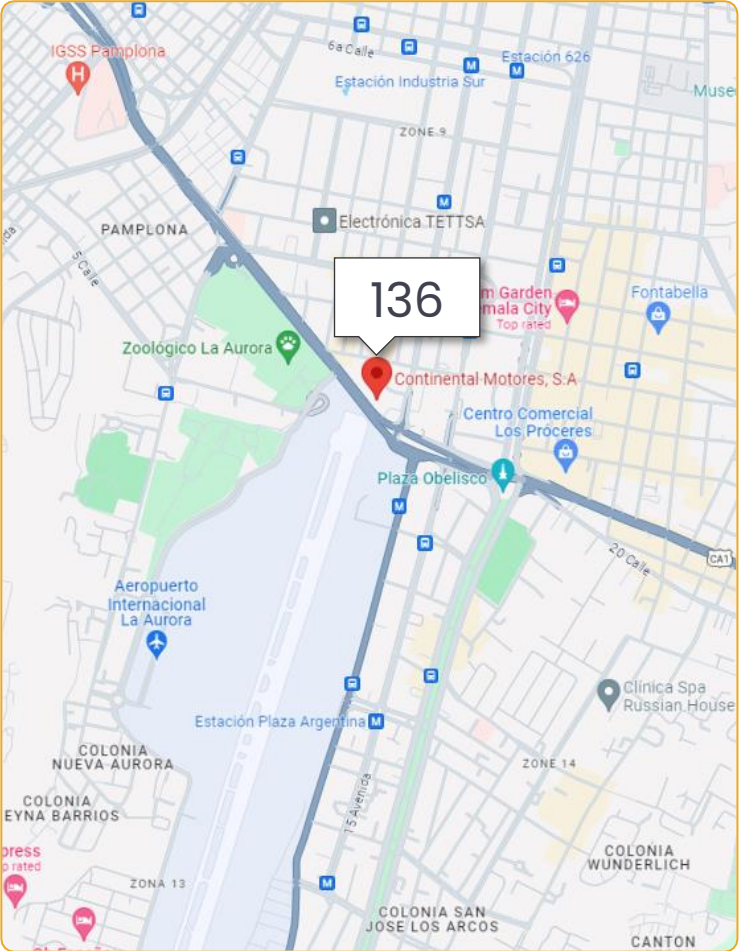 IGSS Pamplona
6a Calle
Estación 626
Estación Industria Sur
ZONE 9
PAMPLONA
Electrónica TETTSA
5 Calle
136
m Garden
emala City
Top rated
Fontabella
Zoológico La Aurora
Continental Motores, S.A
Centro Comercial
Los Próceres
Plaza Obelisco
20 Calle
CA1
Aeropuerto
Internacional
La Aurora
Clínica Spa
Russian House
Estación Plaza Argentina
COLONIA
NUEVA AURORA
ZONE 14
15 Avenida
COLONIA
EYNA BARRIOS
COLONIA
WUNDERLICH
press
p rated
ZONA 13
COLONIA SAN
JOSE LOS ARCOS
CANTON